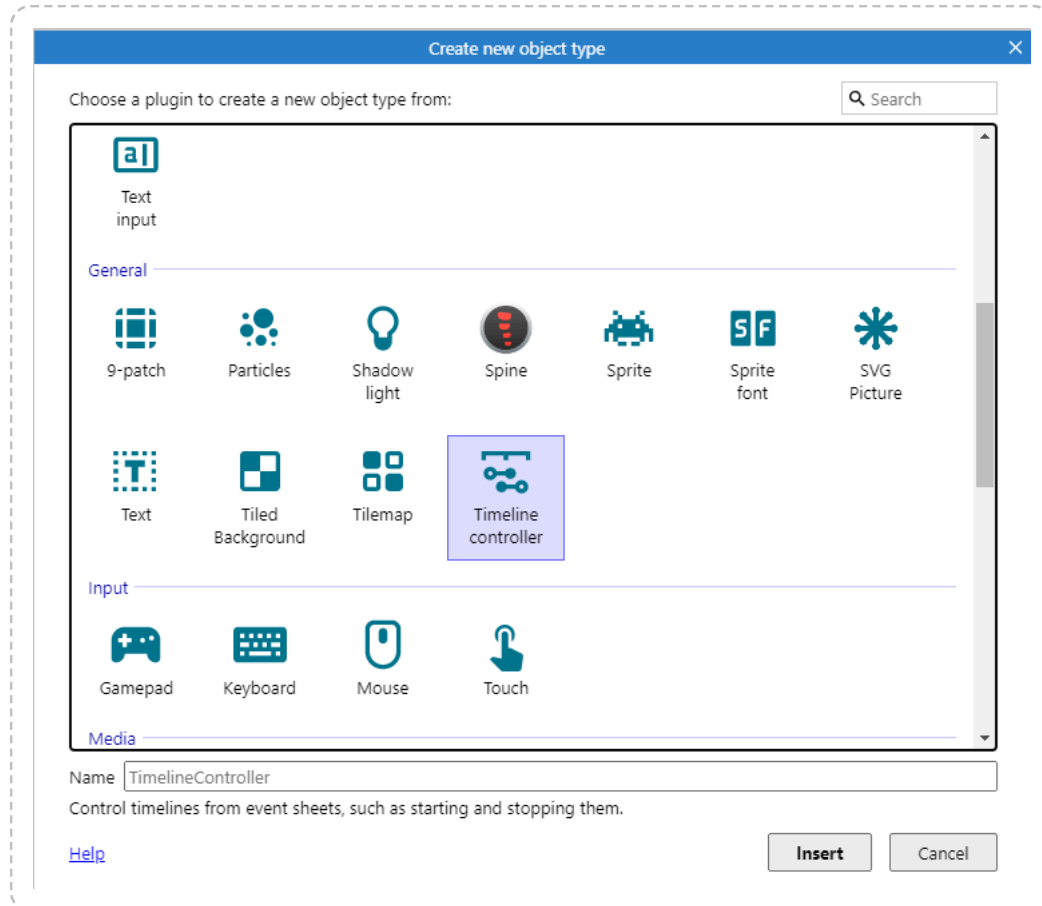 Create new object type
Choose a plugin to create a new object type from:
Search
a
Text
input
General
9-patch
Particles
Shadow
light
Spine
Sprite
S F
Sprite
font
SVG
Picture
T
Text
Tiled
Background
Tilemap
Timeline
controller
Input
Gamepad
Keyboard
Mouse
Touch
Media
Name TimelineController
Control timelines from event sheets, such as starting and stopping them.
Help
Insert
Cancel